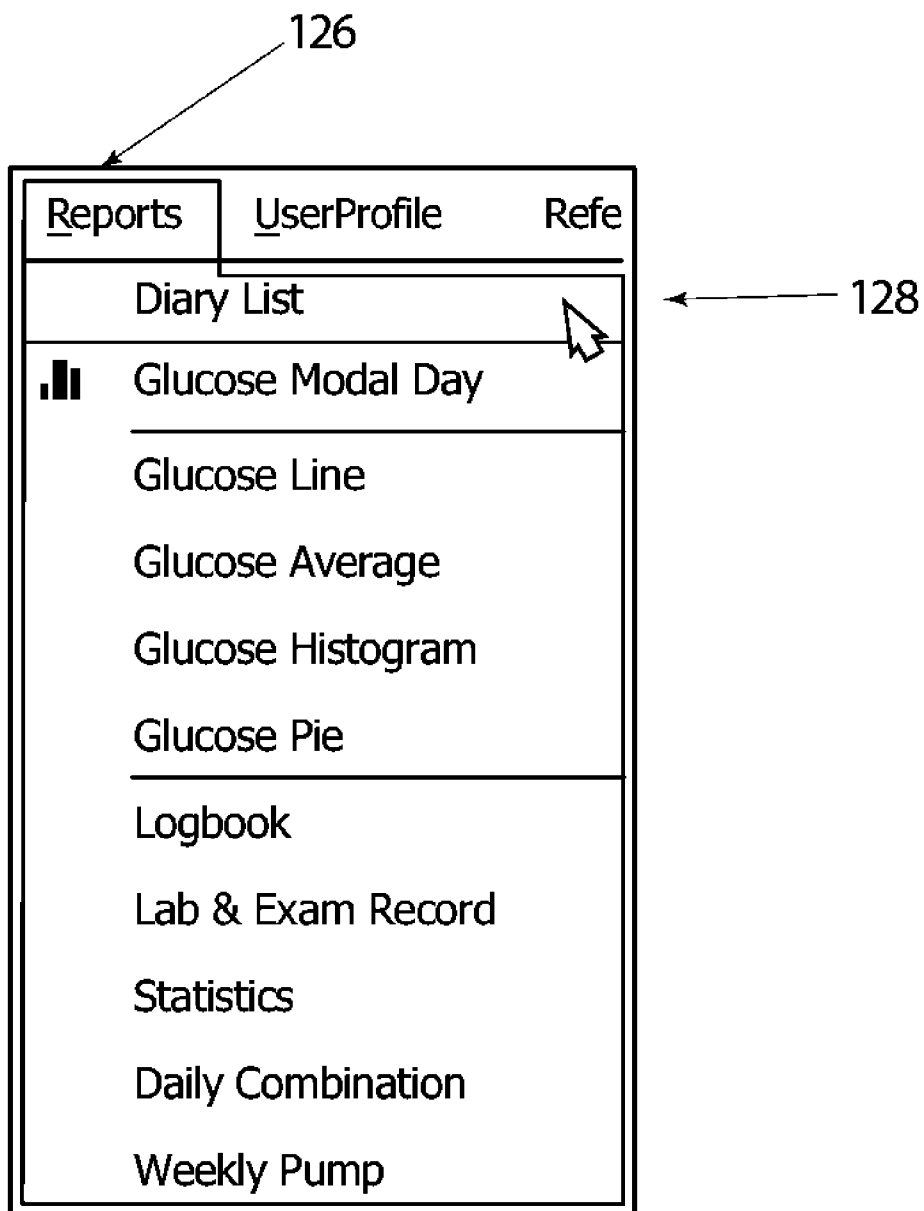 126
Reports UserProfile Refe
Diary List
128
Glucose Modal Day
Glucose Line
Glucose Average
Glucose Histogram
Glucose Pie
Logbook
Lab & Exam Record
Statistics
Daily Combination
Weekly Pump